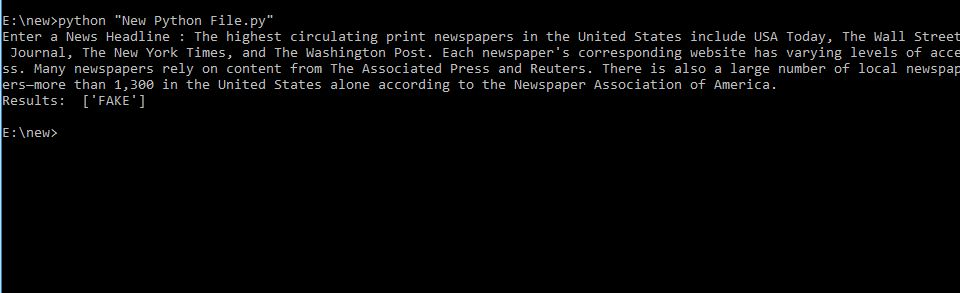 E:\new>python "New Python File.py"
Enter a News Headline : The highest circulating print newspapers in the United States include USA Today, The Wall Street
 Journal, The New York Times, and The Washington Post. Each newspaper's corresponding website has varying levels of acce
ss. Many newspapers rely on content from The Associated Press and Reuters. There is also a large number of local newspap
ers—more than 1,300 in the United States alone according to the Newspaper Association of America.
Results:  ['FAKE']
E:\new>